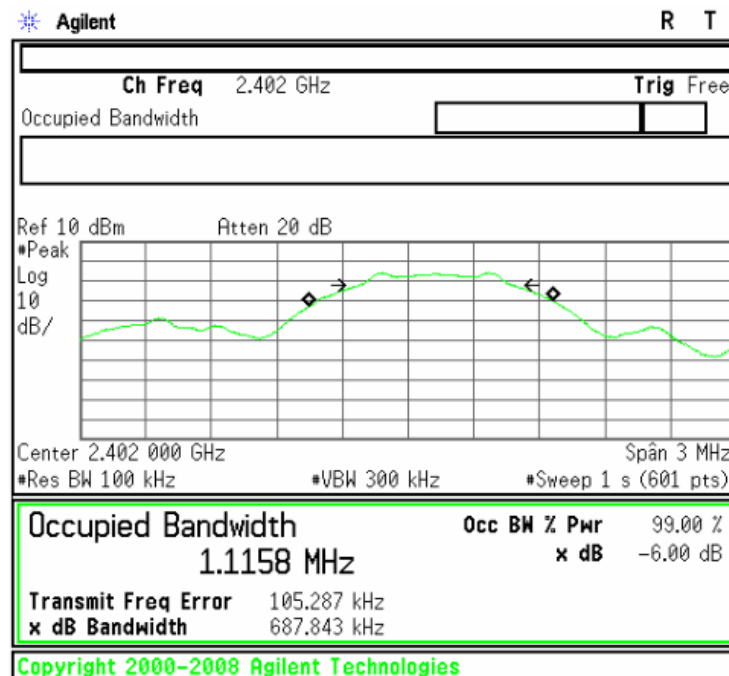 Agilent R T
Ch Freq 2.402 GHz Trig Free
Occupied Bandwidth
Ref 10 dBm Atten 20 dB
#Peak
Log
10
dB/
Center 2.402 000 GHz Spân 3 MHz
#Res BW 100 kHz #VBW 300 kHz #Sweep 1 s (601 pts)
Occupied Bandwidth Occ BW % Pwr 99.00 %
1.1158 MHz x dB -6.00 dB
Transmit Freq Error 105.287 kHz
x dB Bandwidth 687.843 kHz
Copyright 2000-2008 Agilent Technologies